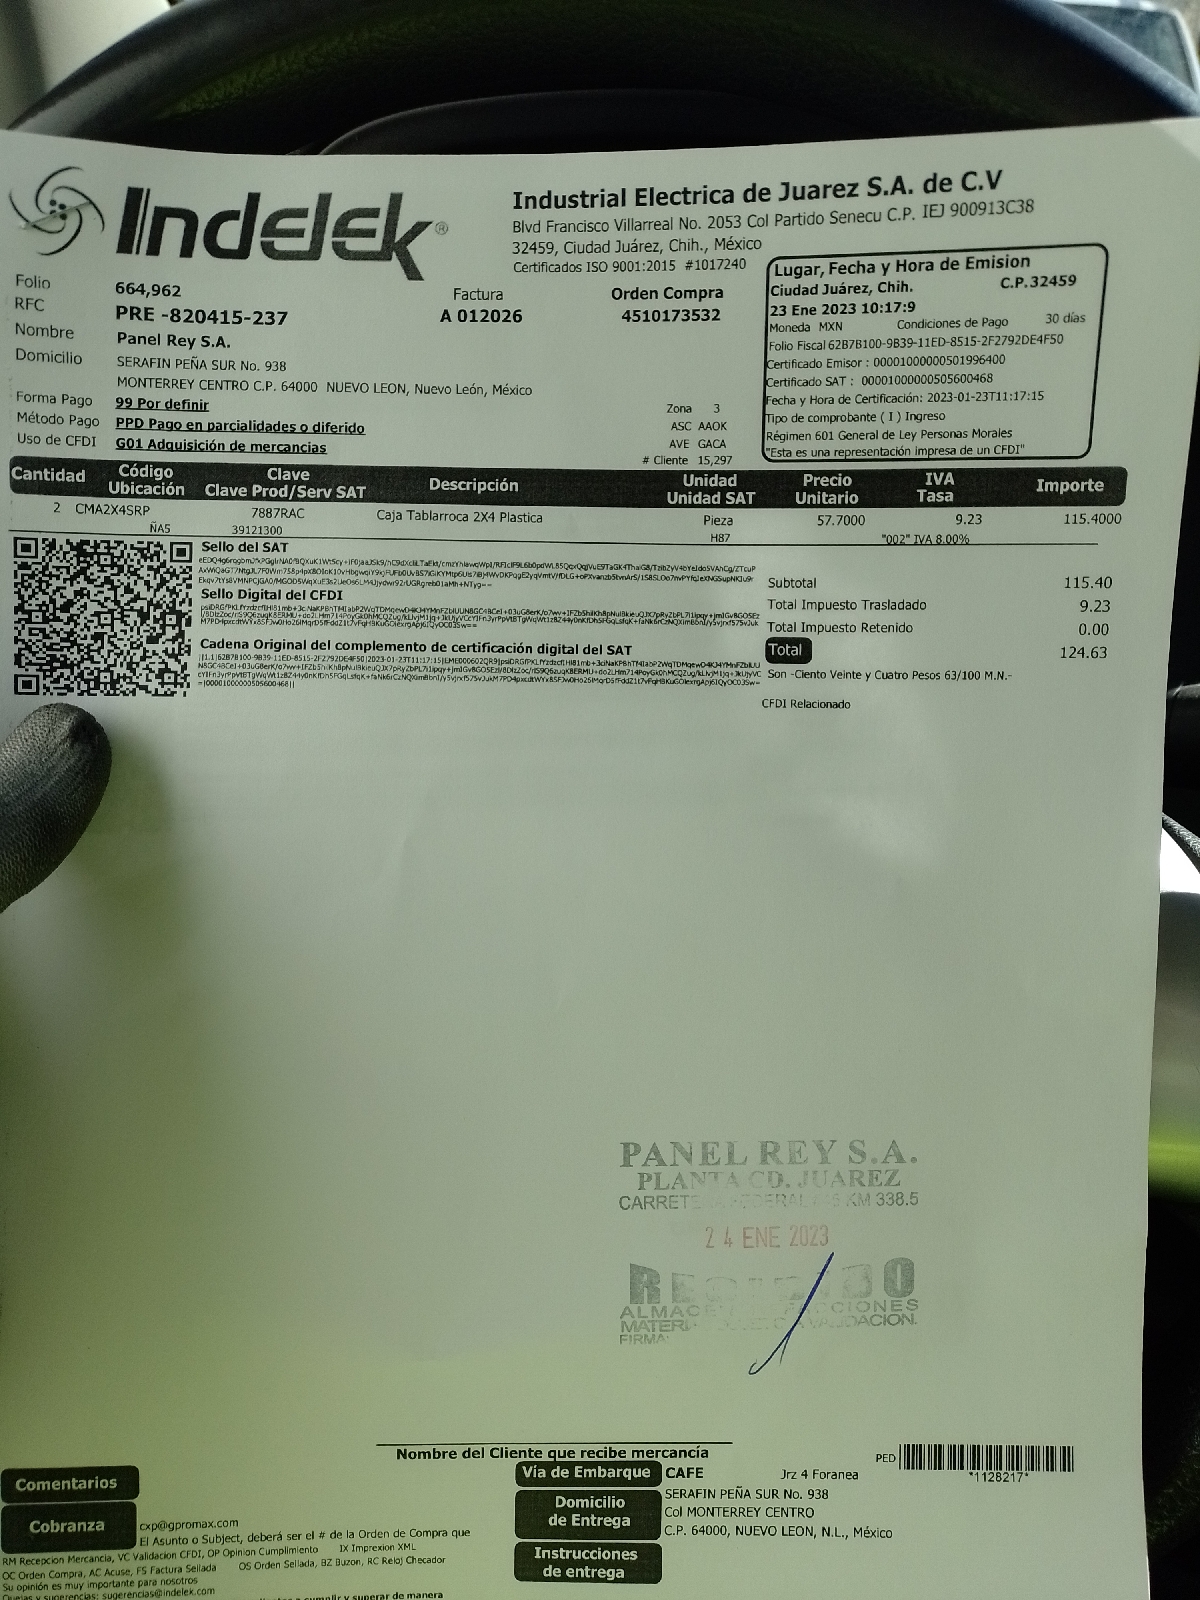 Indelek®
Industrial Electrica de Juarez S.A. de C.V
Blvd Francisco Villarreal No. 2053 Col Partido Senecu C.P. IEJ 900913C38
32459, Ciudad Juárez, Chih., México
Certificados ISO 9001:2015 #1017240
Folio 664,962
RFC PRE -820415-237
Nombre Panel Rey S.A.
Domicilio SERAFIN PEÑA SUR No. 938
MONTERREY CENTRO C.P. 64000 NUEVO LEON, Nuevo León, México
Forma Pago 99 Por definir
Método Pago PPD Pago en parcialidades o diferido
Uso de CFDI G01 Adquisición de mercancias
Factura
A 012026
Orden Compra
4510173532
Zona 3
ASC AAOK
AVE GACA
# Cliente 15,297
Lugar, Fecha y Hora de Emision
Ciudad Juárez, Chih. C.P.32459
23 Ene 2023 10:17:9
Moneda MXN Condiciones de Pago 30 días
Folio Fiscal 62B7B100-9B39-11ED-8515-2F2792DE4F50
Certificado Emisor : 00001000000501996400
Certificado SAT : 00001000000505600468
Fecha y Hora de Certificación: 2023-01-23T11:17:15
Tipo de comprobante ( I ) Ingreso
Régimen 601 General de Ley Personas Morales
"Esta es una representación impresa de un CFDI"
Cantidad Código Ubicación Clave Clave Prod/Serv SAT Descripción Unidad Unidad SAT Precio Unitario IVA Tasa Importe
2 CMA2X4SRP 7887RAC Caja Tablarroca 2X4 Plastica Pieza 57.7000 9.23 115.4000
ÑA5 39121300 H87 "002" IVA 8.00%
Sello del SAT
Sello Digital del CFDI
Cadena Original del complemento de certificación digital del SAT
Subtotal 115.40
Total Impuesto Trasladado 9.23
Total Impuesto Retenido 0.00
Total 124.63
Son -Ciento Veinte y Cuatro Pesos 63/100 M.N.-
CFDI Relacionado
PANEL REY S.A.
PLANTA CD. JUAREZ
KM 338.5
24 ENE 2023
RECIBIDO
FIRMA:
Nombre del Cliente que recibe mercancía
PED *1128217*
Comentarios
Cobranza cxp@gpromax.com
El Asunto o Subject, deberá ser el # de la Orden de Compra que
RM Recepcion Mercancia, VC Validacion CFDI, OP Opinion Cumplimiento IX Imprexion XML
OC Orden Compra, AC Acuse, FS Factura Sellada OS Orden Sellada, BZ Buzon, RC Reloj Checador
Su opinión es muy importante para nosotros
Quejas y sugerencias: sugerencias@indelek.com
cumplir y superar de manera
Vía de Embarque CAFE Jrz 4 Foranea
Domicilio de Entrega SERAFIN PEÑA SUR No. 938
Col MONTERREY CENTRO
C.P. 64000, NUEVO LEON, N.L., México
Instrucciones de entrega